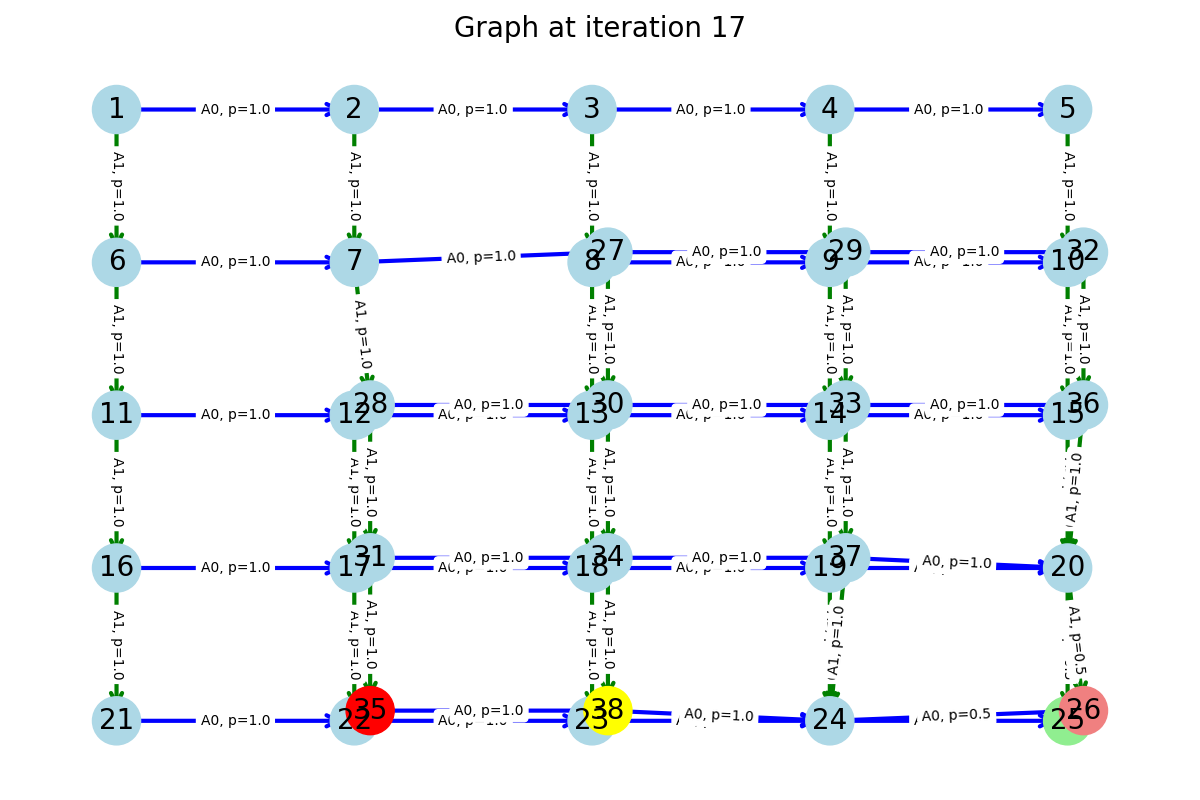 Graph at iteration 17
1 A0, p=1.0 2 A0, p=1.0 3 A0, p=1.0 4 A0, p=1.0 5
A1, p=1.0 A1, p=1.0 A1, p=1.0 A1, p=1.0 A1, p=1.0
27 A0, p=1.0 29 A0, p=1.0 32
6 A0, p=1.0 7 A0, p=1.0 8 9 10
A1, p=1.0 A1, p=1.0 A1, p=1.0 A1, p=1.0 A1, p=1.0 A1, p=1.0 A1, p=1.0 A1, p=1.0
28 A0, p=1.0 30 A0, p=1.0 33 A0, p=1.0 36
11 A0, p=1.0 12 13 14 15
A1, p=1.0 A1, p=1.0 A1, p=1.0 A1, p=1.0 A1, p=1.0 A1, p=1.0 A1, p=1.0 A1, p=1.0
31 A0, p=1.0 34 A0, p=1.0 37 A0, p=1.0
16 A0, p=1.0 17 18 19 20
A1, p=1.0 A1, p=1.0 A1, p=1.0 A1, p=1.0 A1, p=1.0 A1, p=1.0 A1, p=0.5
35 A0, p=1.0 38 A0, p=1.0 A0, p=0.5 26
21 A0, p=1.0 22 23 24 25